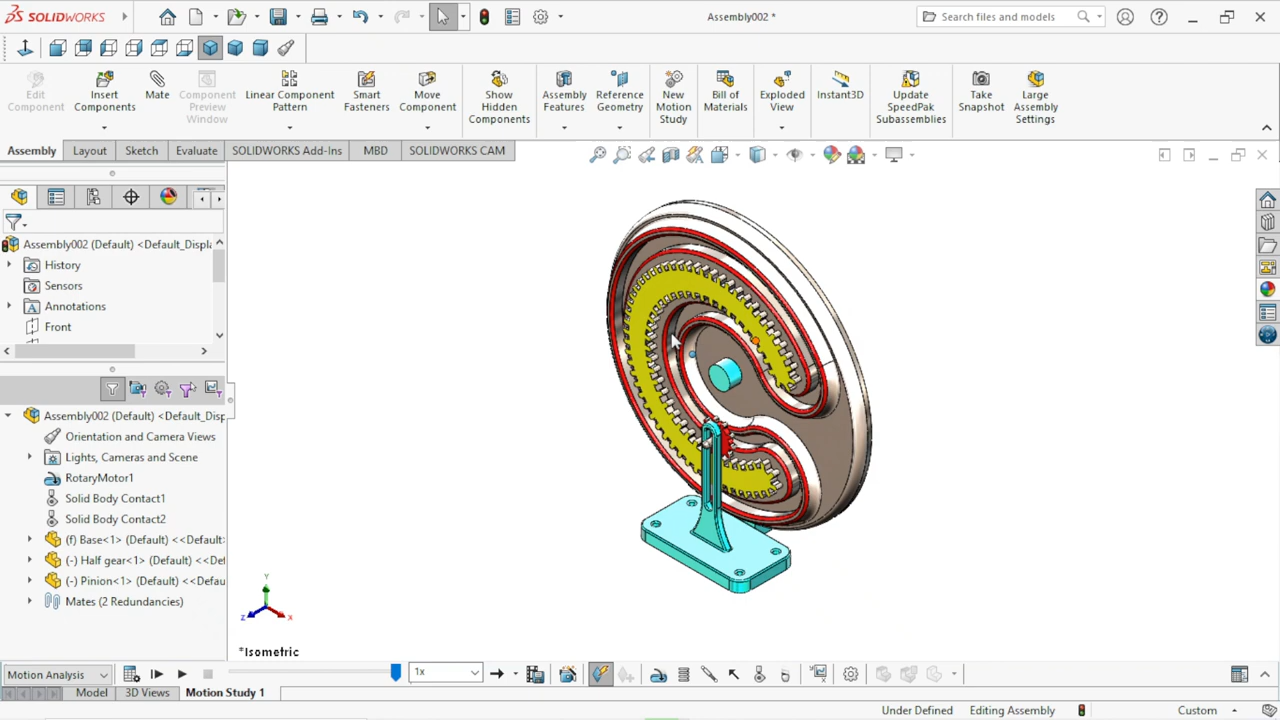 SOLIDWORKS
Assembly002 *
Search files and models
Edit Component
Insert Components
Mate
Component Preview Window
Linear Component Pattern
Smart Fasteners
Move Component
Show Hidden Components
Assembly Features
Reference Geometry
New Motion Study
Bill of Materials
Exploded View
Instant3D
Update SpeedPak Subassemblies
Take Snapshot
Large Assembly Settings
Assembly
Layout
Sketch
Evaluate
SOLIDWORKS Add-Ins
MBD
SOLIDWORKS CAM
Assembly002 (Default) <Default_Displ
History
Sensors
Annotations
Front
Assembly002 (Default) <Default_Disp
Orientation and Camera Views
Lights, Cameras and Scene
RotaryMotor1
Solid Body Contact1
Solid Body Contact2
(f) Base<1> (Default) <<Default
(-) Half gear<1> (Default) <<De
(-) Pinion<1> (Default) <<Defau
Mates (2 Redundancies)
Y
Z
X
*Isometric
Motion Analysis
1x
Model
3D Views
Motion Study 1
Under Defined
Editing Assembly
Custom